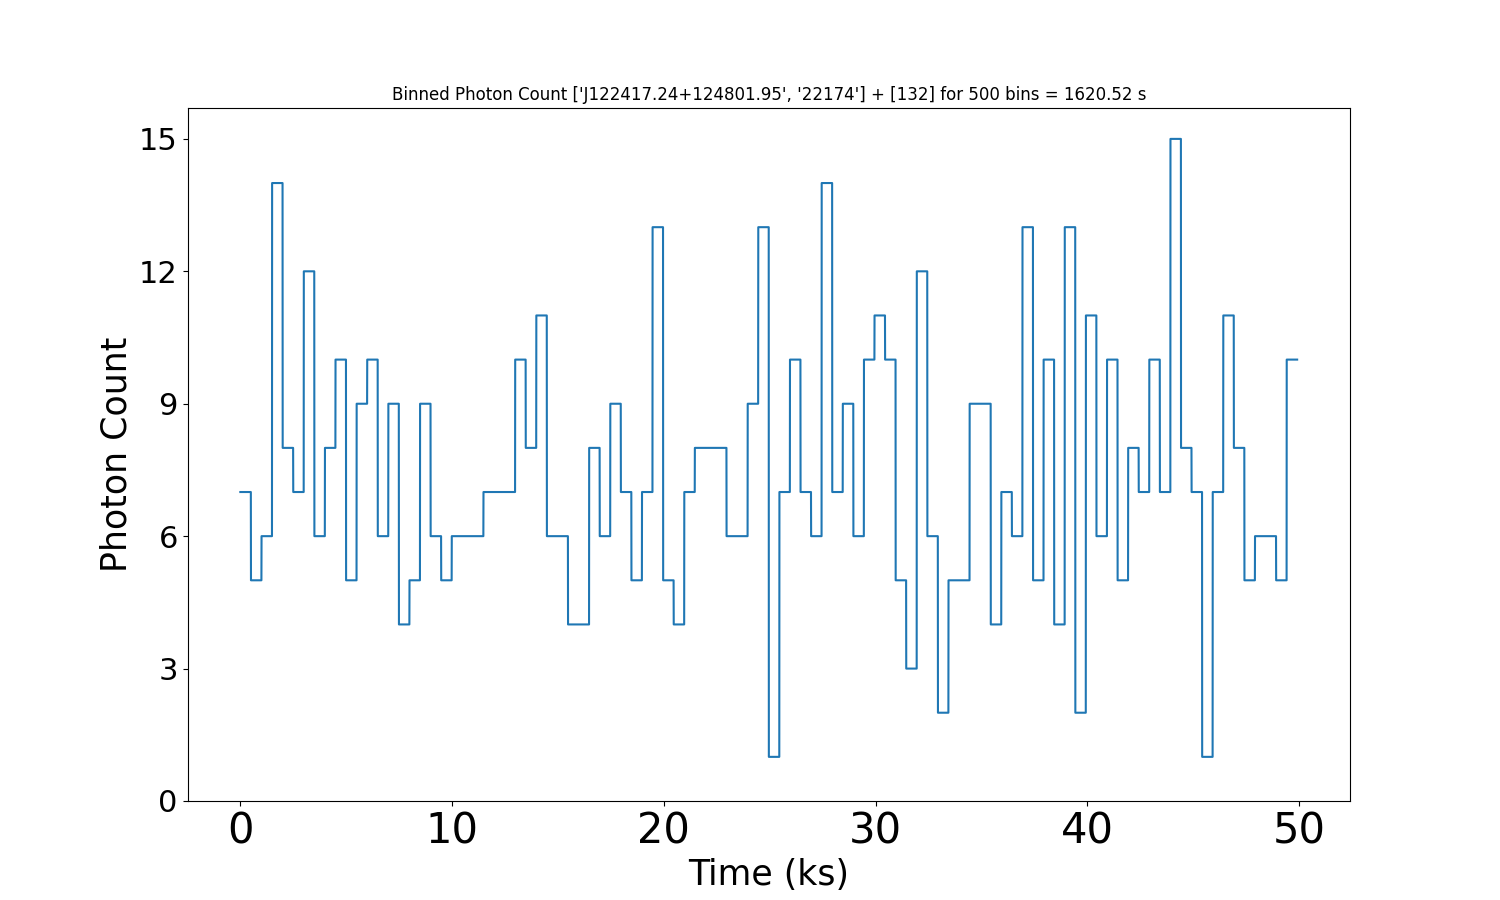 Binned Photon Count ['J122417.24+124801.95', '22174'] + [132] for 500 bins = 1620.52 s
15
12
9
6
3
0
Photon Count
0 10 20 30 40 50
Time (ks)